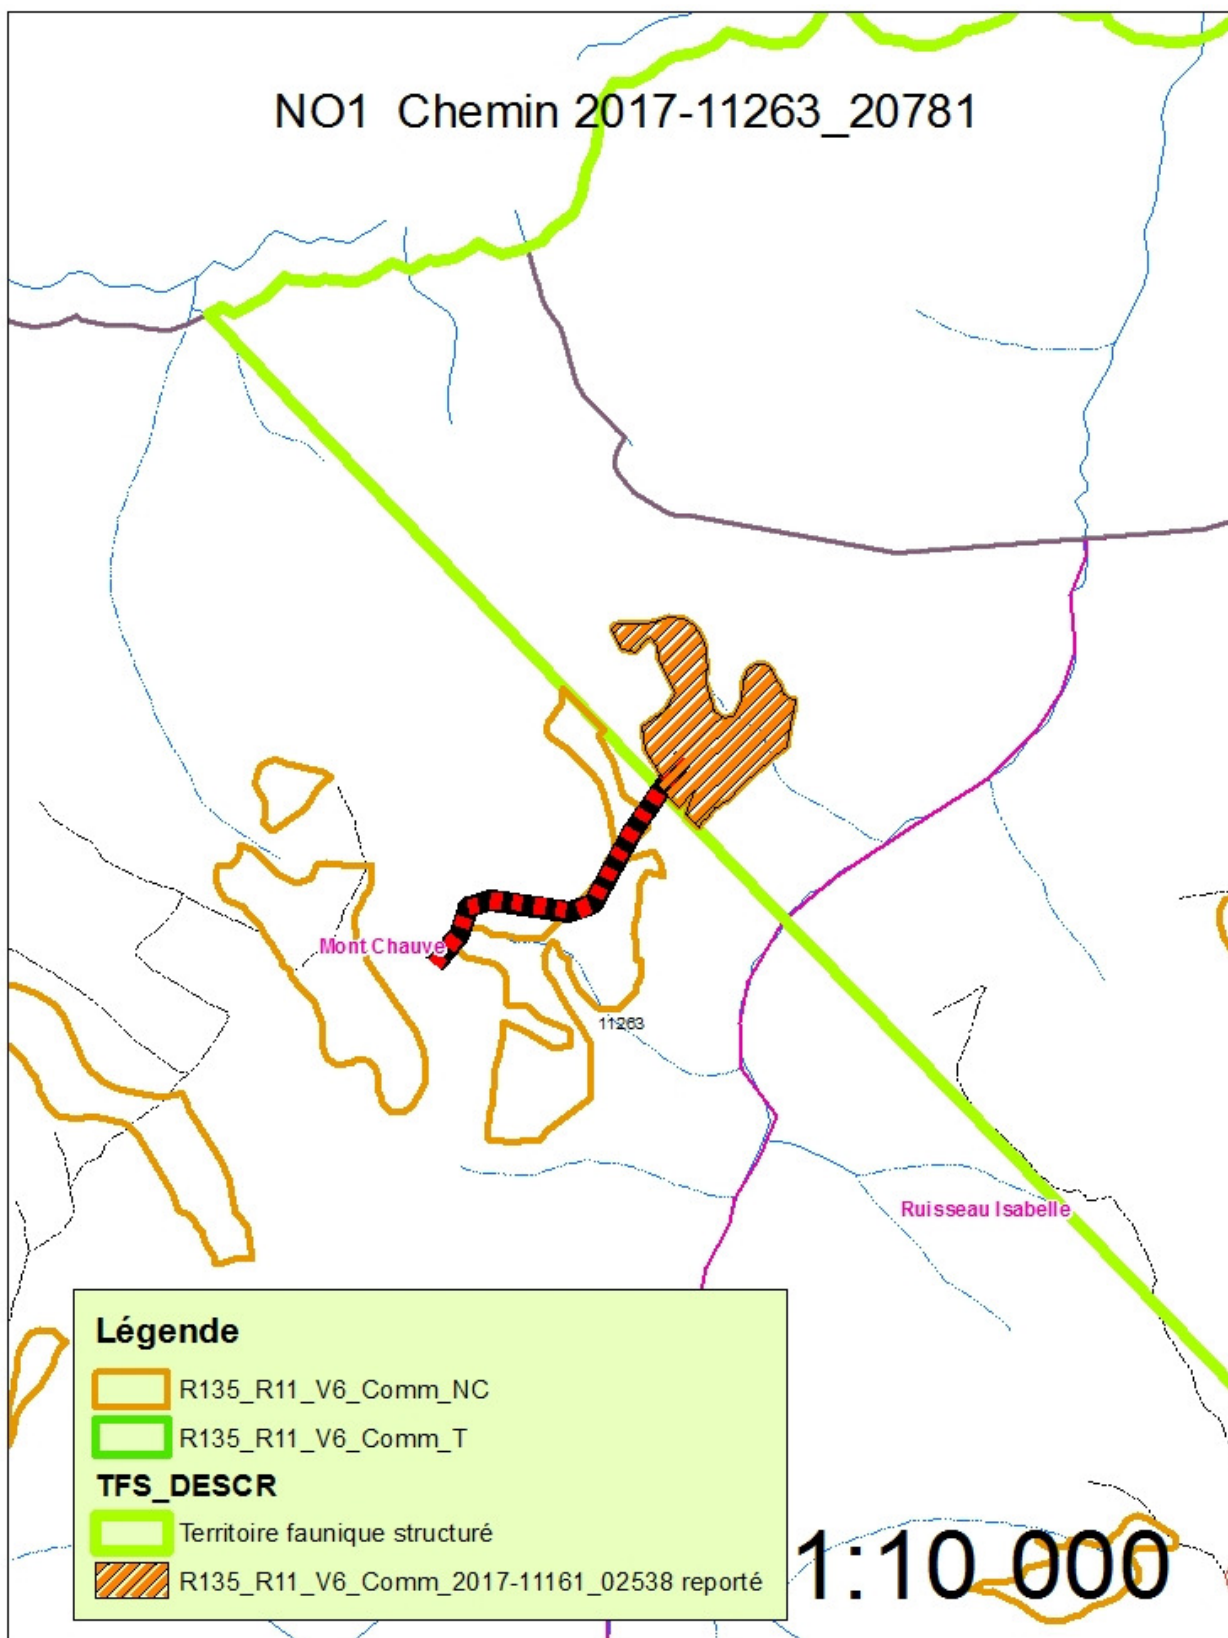 NO1 Chemin 2017-11263_20781
Mont Chauve
11263
Ruisseau Isabelle
Légende
R135_R11_V6_Comm_NC
R135_R11_V6_Comm_T
TFS_DESCR
Territoire faunique structuré
R135_R11_V6_Comm_2017-11161_02538 reporté
1:10 000